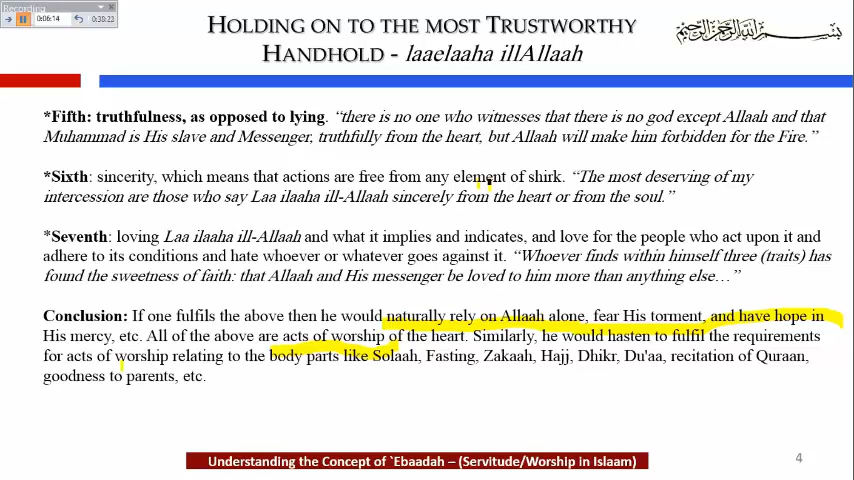 Recording
0:06:14
38:23
HOLDING ON TO THE MOST TRUSTWORTHY
HANDHOLD - laaelaaha illAllaah
بسم الله الرحمن الرحيم
*Fifth: truthfulness, as opposed to lying. “there is no one who witnesses that there is no god except Allaah and that
Muhammad is His slave and Messenger, truthfully from the heart, but Allaah will make him forbidden for the Fire.”
*Sixth: sincerity, which means that actions are free from any element of shirk. “The most deserving of my
intercession are those who say Laa ilaaha ill-Allaah sincerely from the heart or from the soul.”
*Seventh: loving Laa ilaaha ill-Allaah and what it implies and indicates, and love for the people who act upon it and
adhere to its conditions and hate whoever or whatever goes against it. “Whoever finds within himself three (traits) has
found the sweetness of faith: that Allaah and His messenger be loved to him more than anything else…”
Conclusion: If one fulfils the above then he would naturally rely on Allaah alone, fear His torment, and have hope in
His mercy, etc. All of the above are acts of worship of the heart. Similarly, he would hasten to fulfil the requirements
for acts of worship relating to the body parts like Solaah, Fasting, Zakaah, Hajj, Dhikr, Du'aa, recitation of Quraan,
goodness to parents, etc.
Understanding the Concept of `Ebaadah – (Servitude/Worship in Islaam)
4